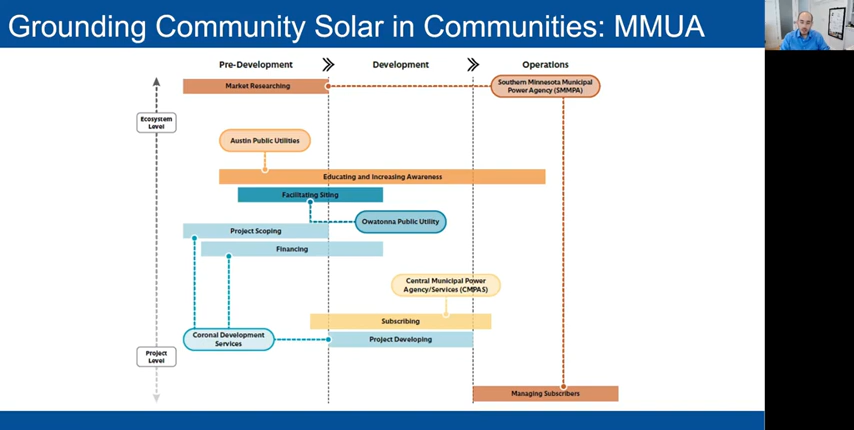 Grounding Community Solar in Communities: MMUA
Pre-Development
Development
Operations
Market Researching
Southern Minnesota Municipal
Power Agency (SMMPA)
Ecosystem
Level
Austin Public Utilities
Educating and Increasing Awareness
Facilitating Siting
Owatonna Public Utility
Project Scoping
Financing
Central Municipal Power
Agency/Services (CMPAS)
Subscribing
Coronal Development
Services
Project Developing
Project
Level
Managing Subscribers